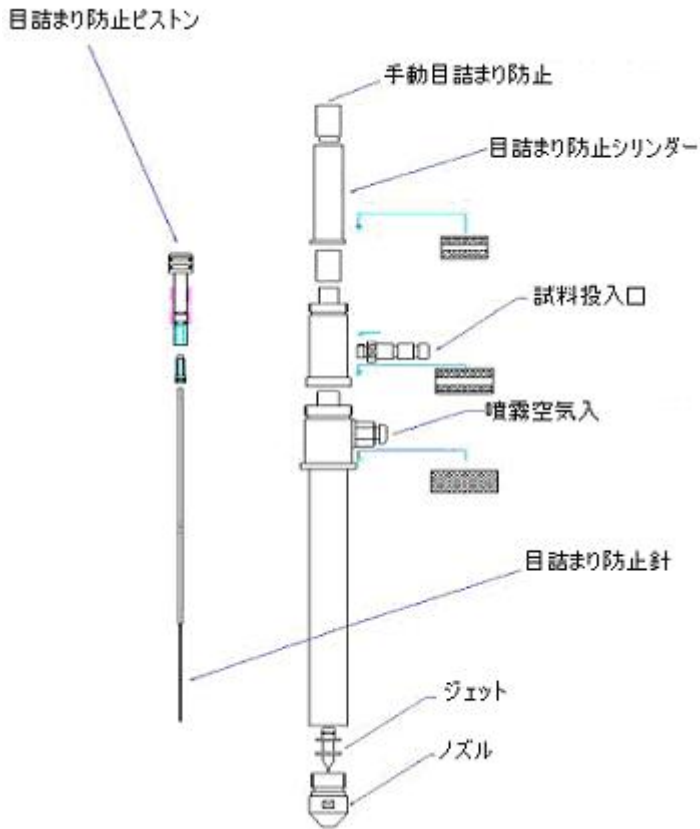 目詰まり防止ピストン
手動目詰まり防止
目詰まり防止シリンダー
試料投入口
噴霧空気入
目詰まり防止針
ジェット
ノズル